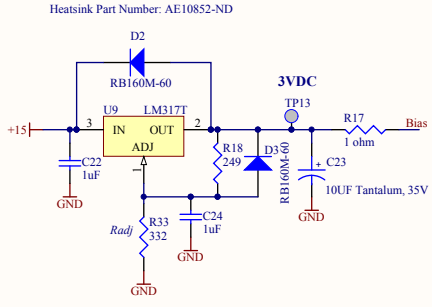 Heatsink Part Number: AE10852-ND
D2
RB160M-60
3VDC
TP13
U9 LM317T
+15 3 IN OUT 2
ADJ
1
R17
1 ohm
Bias
C22
1uF
GND
R18
249
D3
RB160M-60
+
C23
10UF Tantalum, 35V
GND
Radj
R33
332
C24
1uF
GND
GND